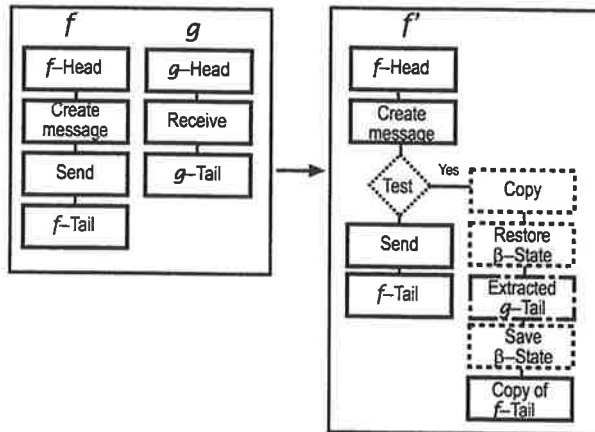 f
g
f–Head
g–Head
Create
message
Receive
Send
g–Tail
f–Tail
f'
f–Head
Create
message
Test
Yes
Copy
Send
Restore
β–State
f–Tail
Extracted
g–Tail
Save
β–State
Copy of
f–Tail